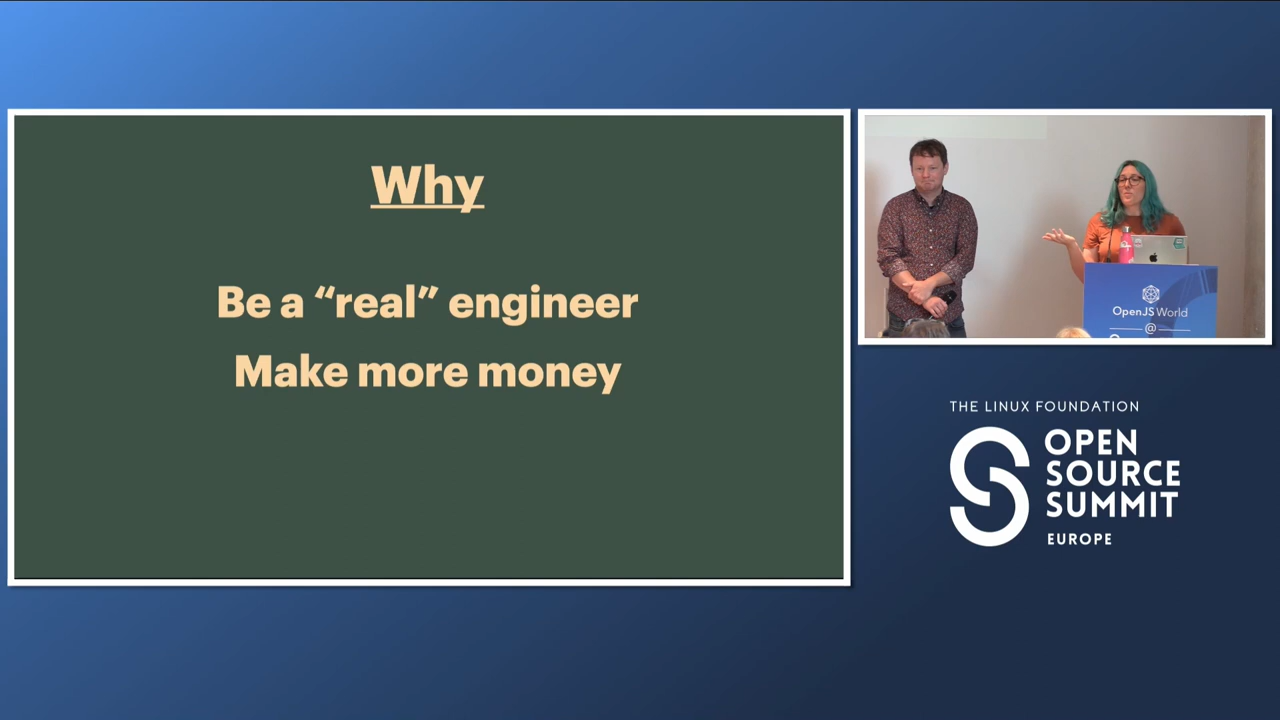 Why
Be a “real” engineer
Make more money
OpenJS World
@
THE LINUX FOUNDATION
OPEN
SOURCE
SUMMIT
EUROPE